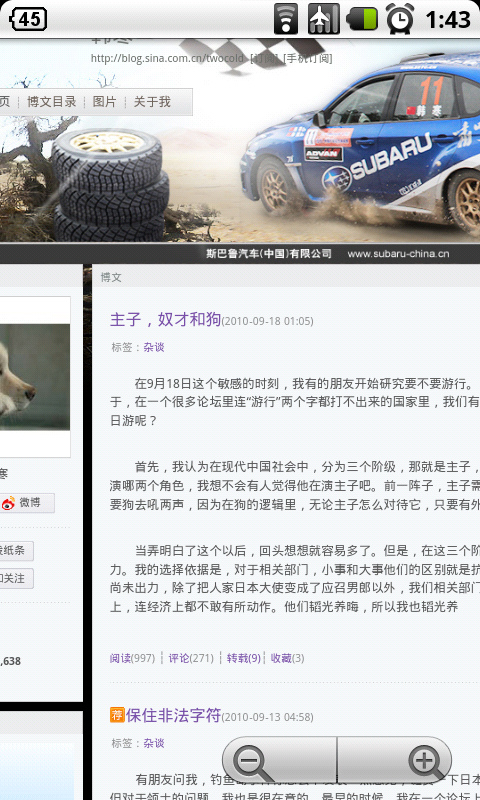 45
1:43
韩寒
http://blog.sina.com.cn/twocold [订阅] [手机订阅]
页 博文目录 图片 关于我
11
韩 寒
ADVAN
SUBARU
斯巴鲁汽车(中国)有限公司 www.subaru-china.cn
博文
主子，奴才和狗(2010-09-18 01:05)
标签：杂谈
在9月18日这个敏感的时刻，我有的朋友开始研究要不要游行。
于，在一个很多论坛里连“游行”两个字都打不出来的国家里，我们有
日游呢？
首先，我认为在现代中国社会中，分为三个阶级，那就是主子，
演哪两个角色，我想不会有人觉得他在演主子吧。前一阵子，主子需
要狗去吼两声，因为在狗的逻辑里，无论主子怎么对待它，只要有外
当弄明白了这个以后，回头想想就容易多了。但是，在这三个阶
力。我的选择依据是，对于相关部门，小事和大事他们的区别就是抗
尚未出力，除了把人家日本大使变成了应召男郎以外，我们相关部门
上，连经济上都不敢有所动作。他们韬光养晦，所以我也韬光养
阅读(997) 评论(271) 转载(9) 收藏(3)
寒
微博
纸条
关注
,638
荐 保住非法字符(2010-09-13 04:58)
标签：杂谈
有朋友问我，钓鱼
一下日本
但对于领土的问题，我也是很在意的。最早的时候，我在一个论坛上